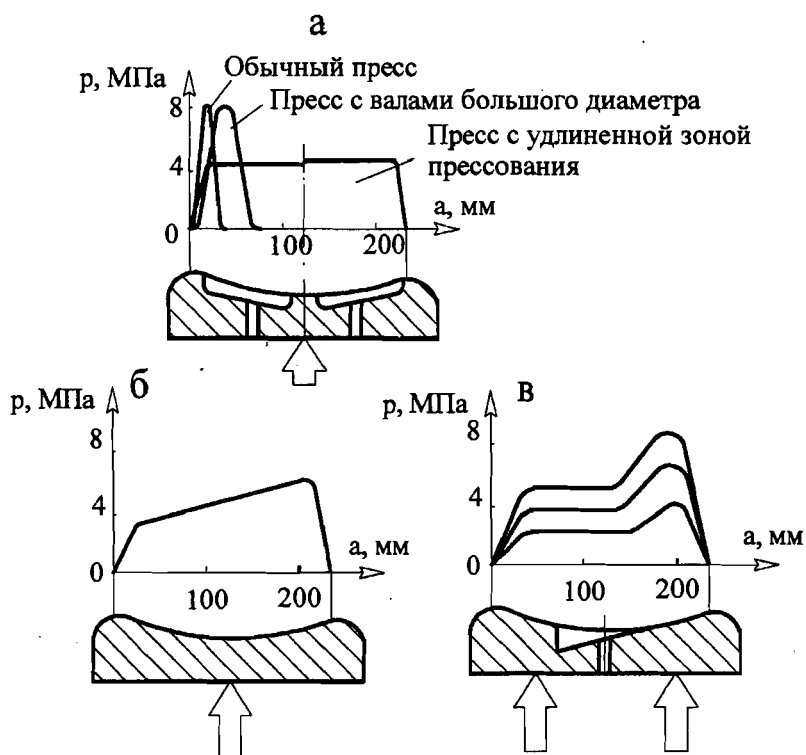 а
р, МПа
Обычный пресс
Пресс с валами большого диаметра
Пресс с удлиненной зоной
прессования
8
4
0
100
200
а, мм
б
р, МПа
8
4
0
100
200
а, мм
в
р, МПа
8
4
0
100
200
а, мм